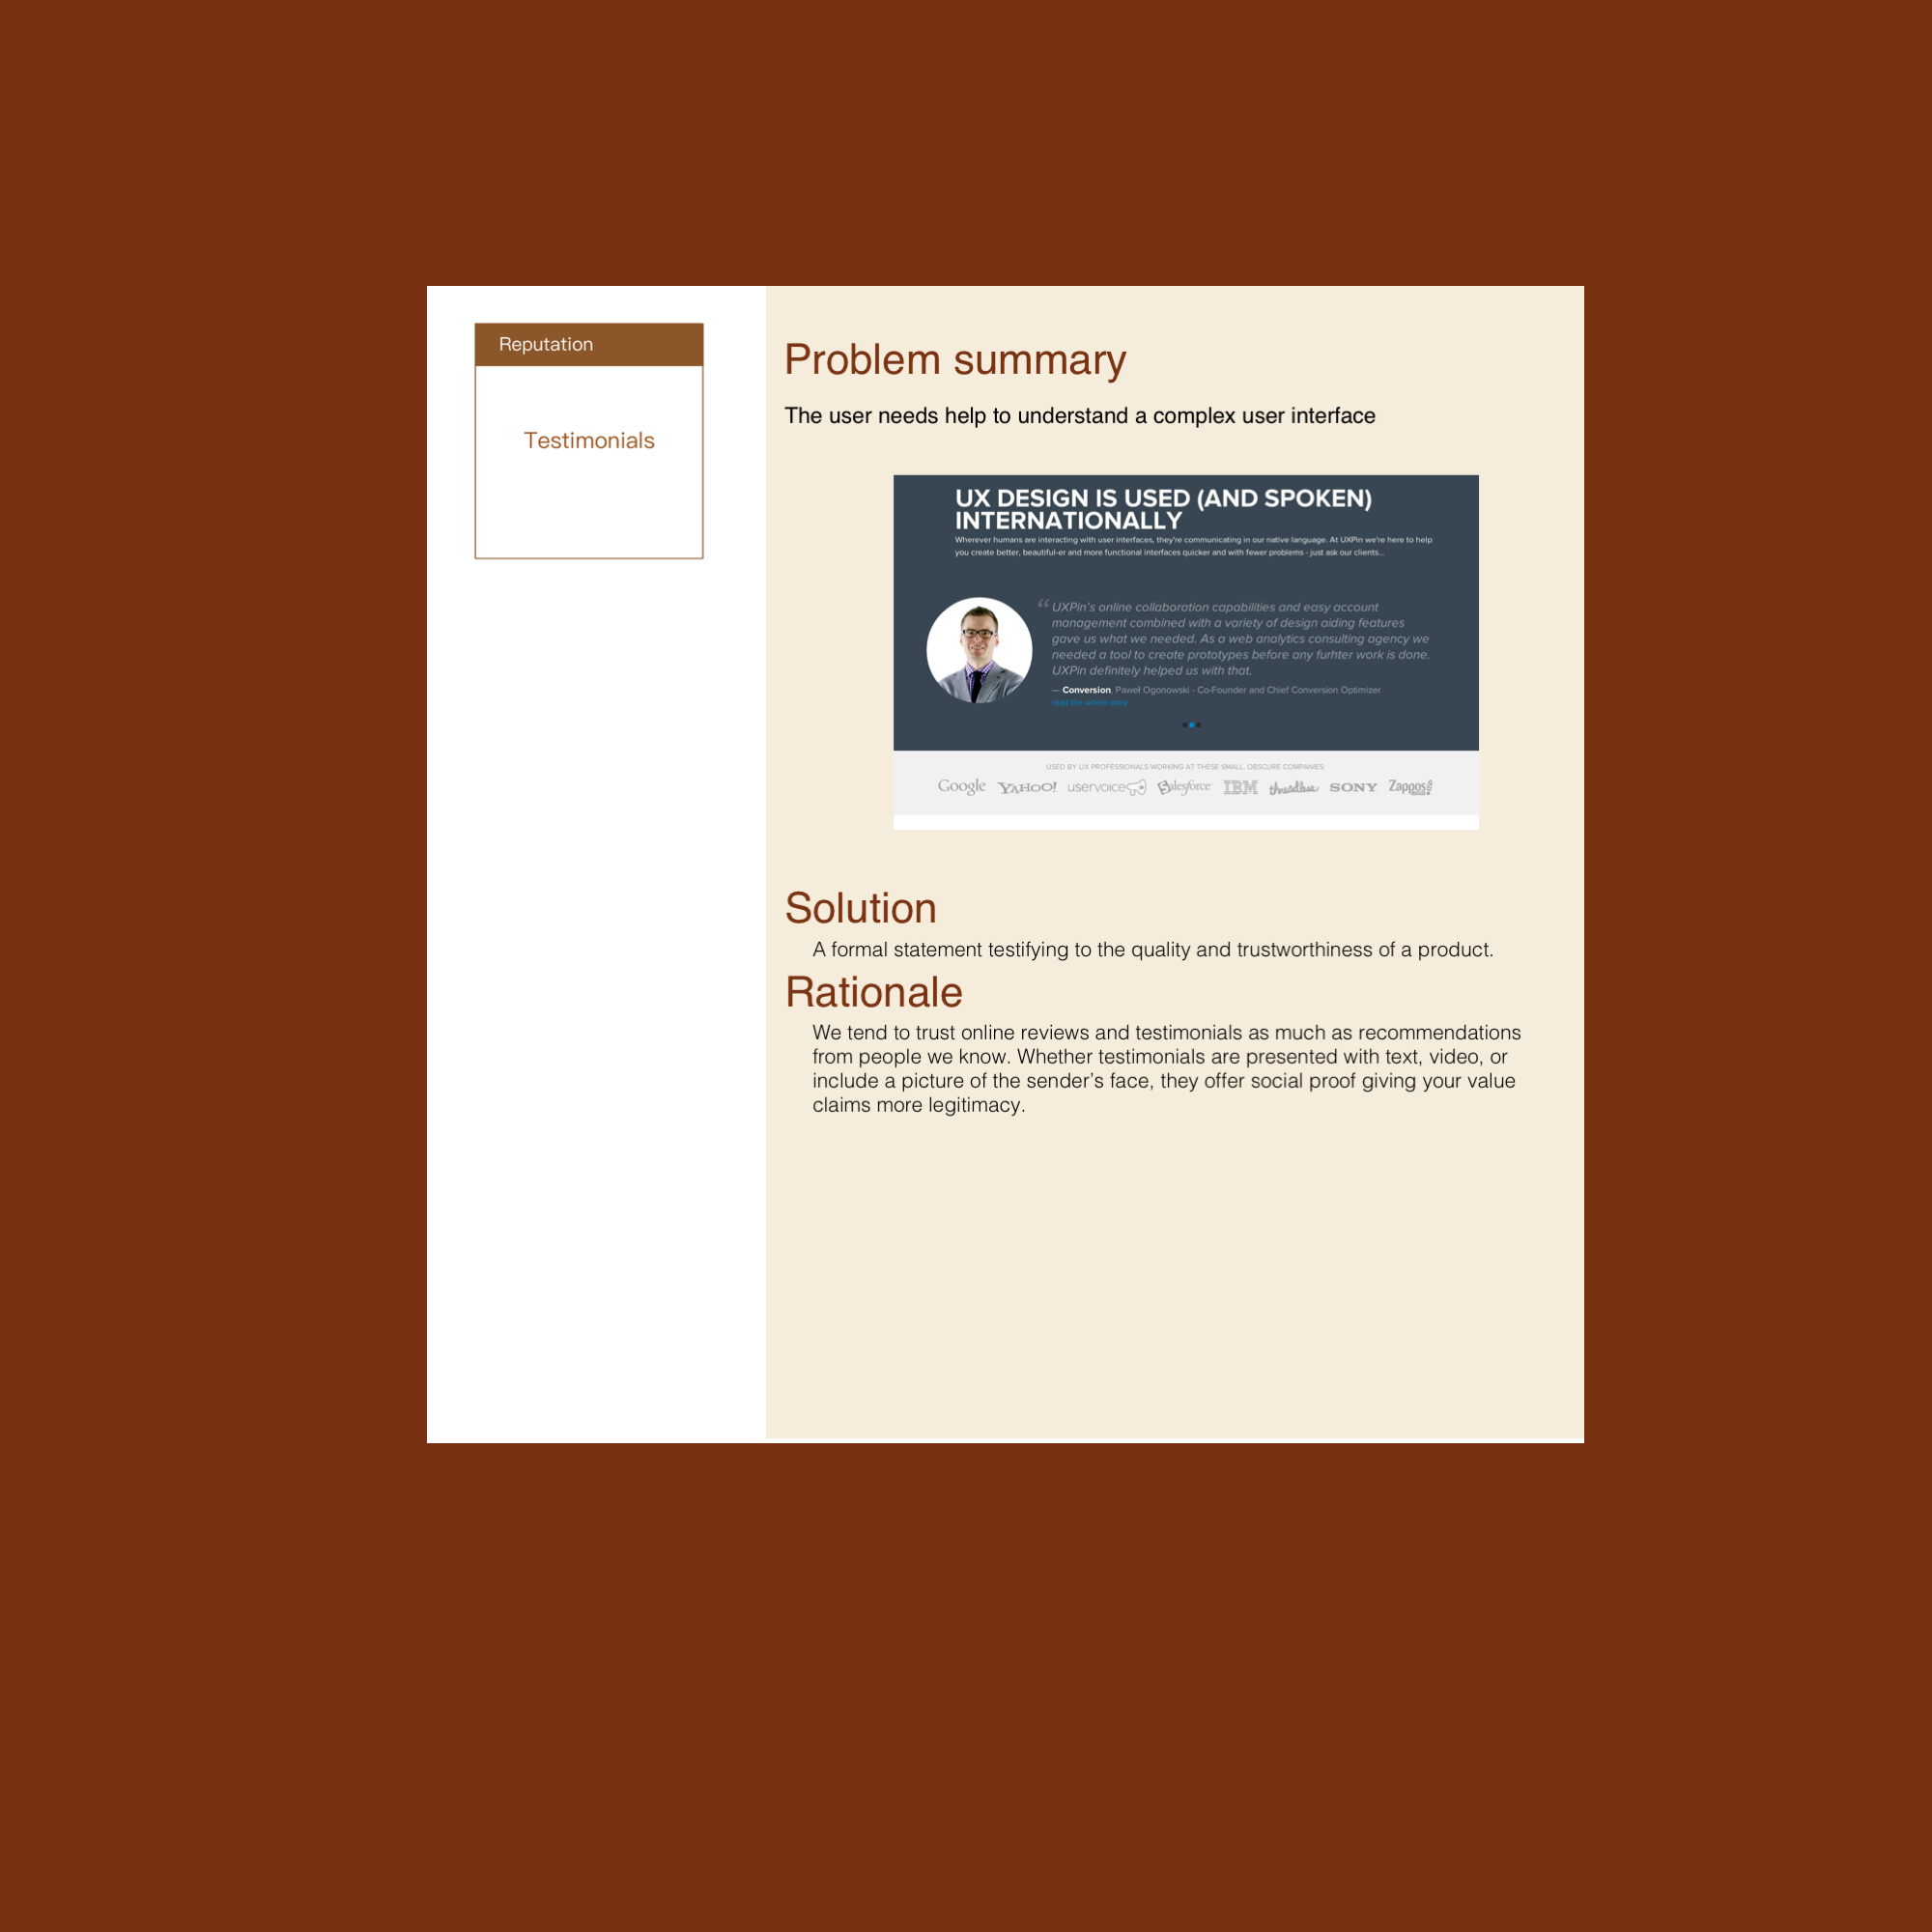 Reputation
Testimonials
Problem summary
The user needs help to understand a complex user interface
UX DESIGN IS USED (AND SPOKEN)
INTERNATIONALLY
Wherever humans are interacting with user interfaces, they're communicating in our native language. At UXPin we're here to help
you create better, beautiful-er and more functional interfaces quicker and with fewer problems - just ask our clients...
“ UXPin's online collaboration capabilities and easy account
management combined with a variety of design aiding features
gave us what we needed. As a web analytics consulting agency we
needed a tool to create prototypes before any furhter work is done.
UXPin definitely helped us with that.
— Conversion, Paweł Ogonowski - Co-Founder and Chief Conversion Optimizer
read the whole story
USED BY UX PROFESSIONALS WORKING AT THESE SMALL, OBSCURE COMPANIES:
Google YAHOO! uservoice salesforce IBM threadless SONY Zappos
Solution
A formal statement testifying to the quality and trustworthiness of a product.
Rationale
We tend to trust online reviews and testimonials as much as recommendations
from people we know. Whether testimonials are presented with text, video, or
include a picture of the sender’s face, they offer social proof giving your value
claims more legitimacy.